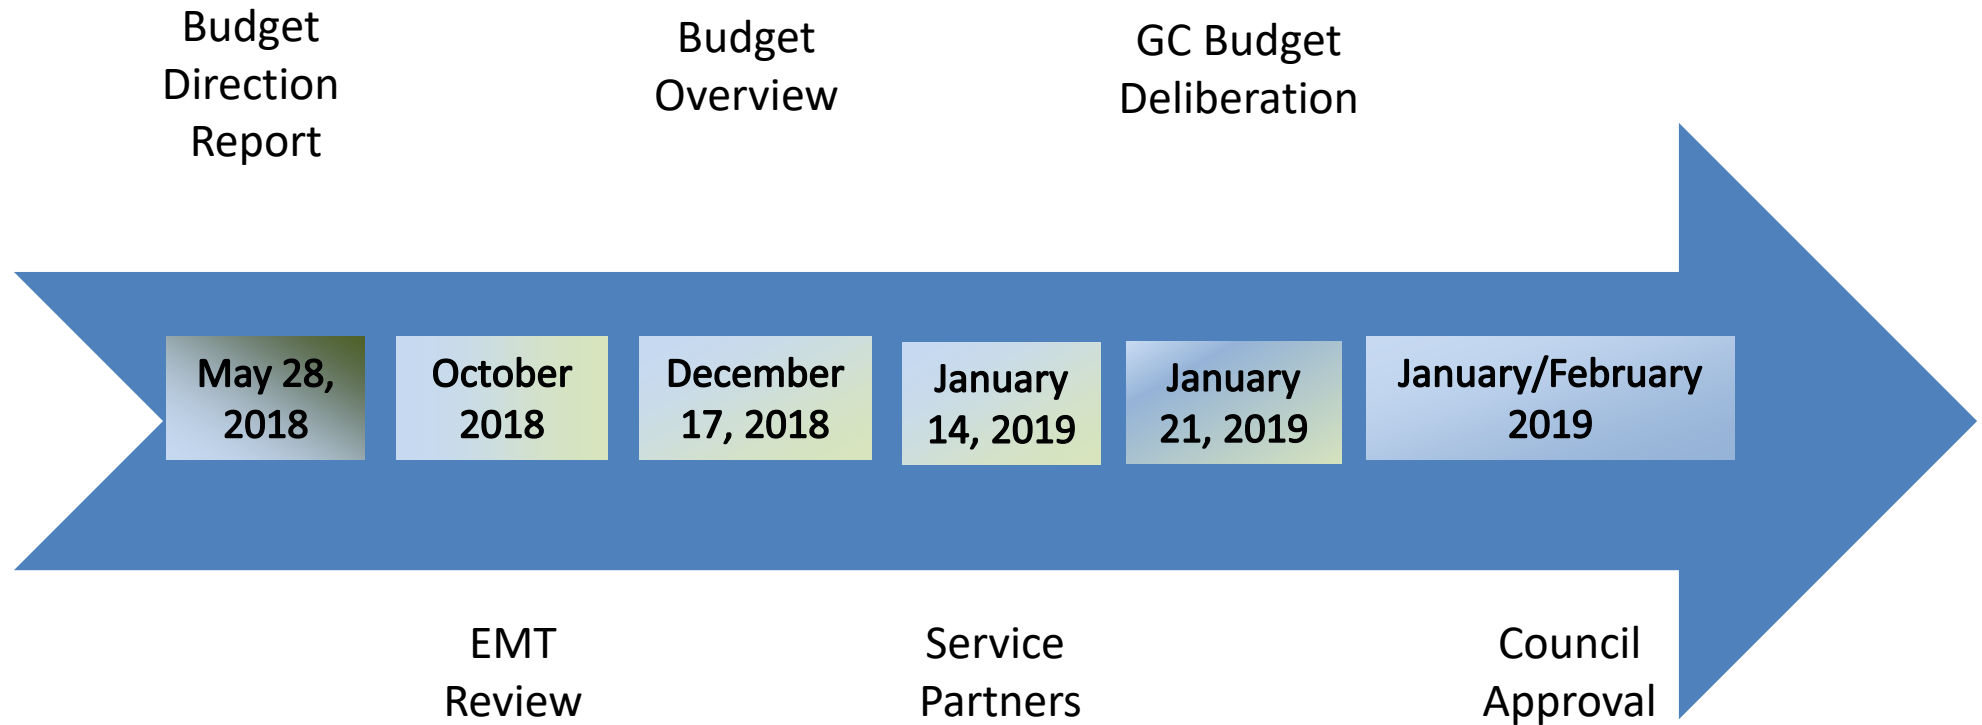 Budget
Direction
Report
Budget
Overview
GC Budget
Deliberation
May 28,
2018
October
2018
December
17, 2018
January
14, 2019
January
21, 2019
January/February
2019
EMT
Review
Service
Partners
Council
Approval